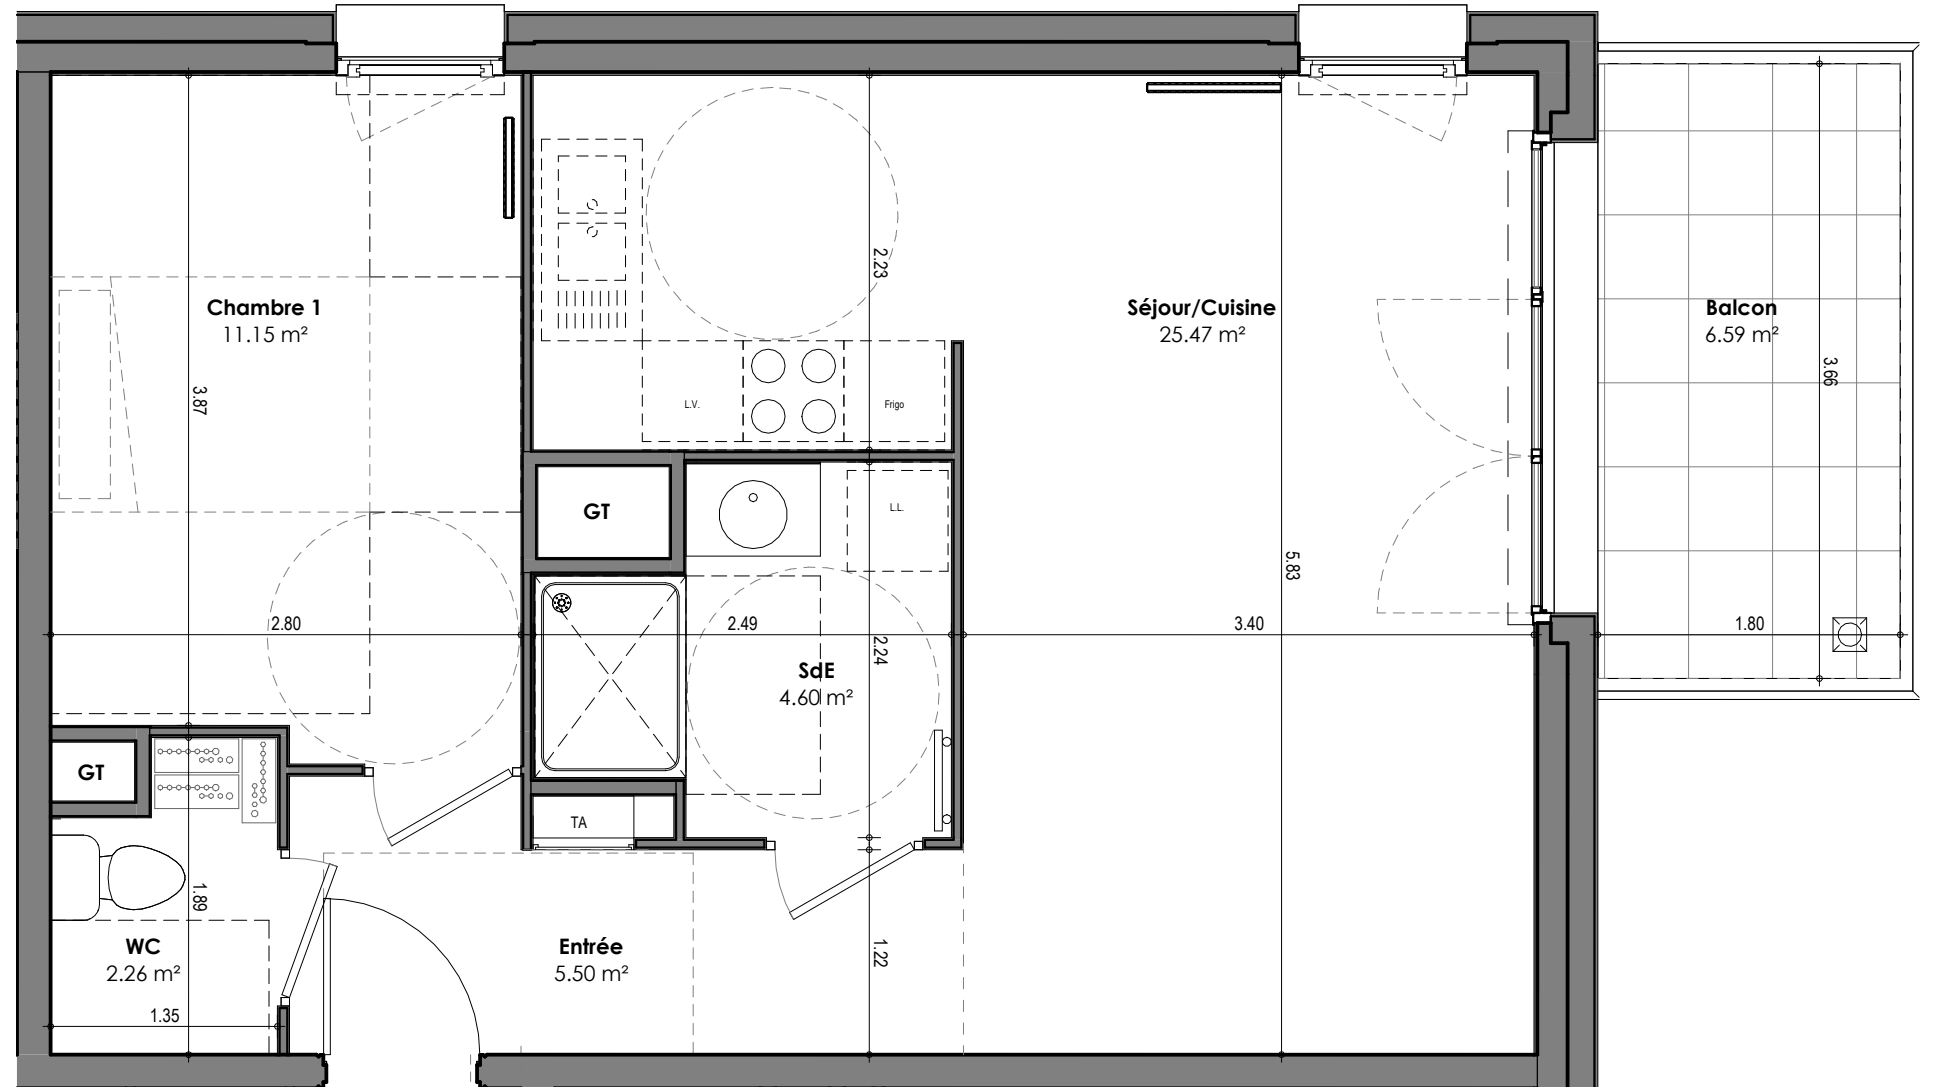 Chambre 1
11.15 m²
2.23
Séjour/Cuisine
25.47 m²
Balcon
6.59 m²
3.87
3.66
L.V.
Frigo
GT
L.L.
5.83
2.80
2.49
2.24
3.40
1.80
SdE
4.60 m²
GT
TA
1.89
WC
2.26 m²
Entrée
5.50 m²
1.22
1.35